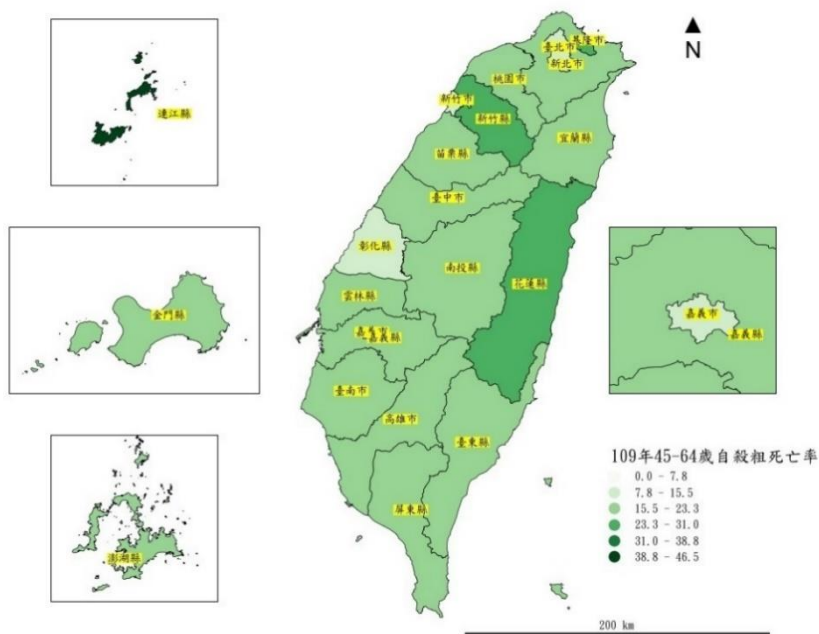 N
連江縣
基隆市
臺北市
新北市
桃園市
新竹市
新竹縣
宜蘭縣
苗栗縣
臺中市
彰化縣
南投縣
花蓮縣
金門縣
雲林縣
嘉義市
嘉義縣
嘉義市
嘉義縣
臺南市
高雄市
臺東縣
屏東縣
澎湖縣
109年45-64歲自殺粗死亡率
0.0 - 7.8
7.8 - 15.5
15.5 - 23.3
23.3 - 31.0
31.0 - 38.8
38.8 - 46.5
200 km